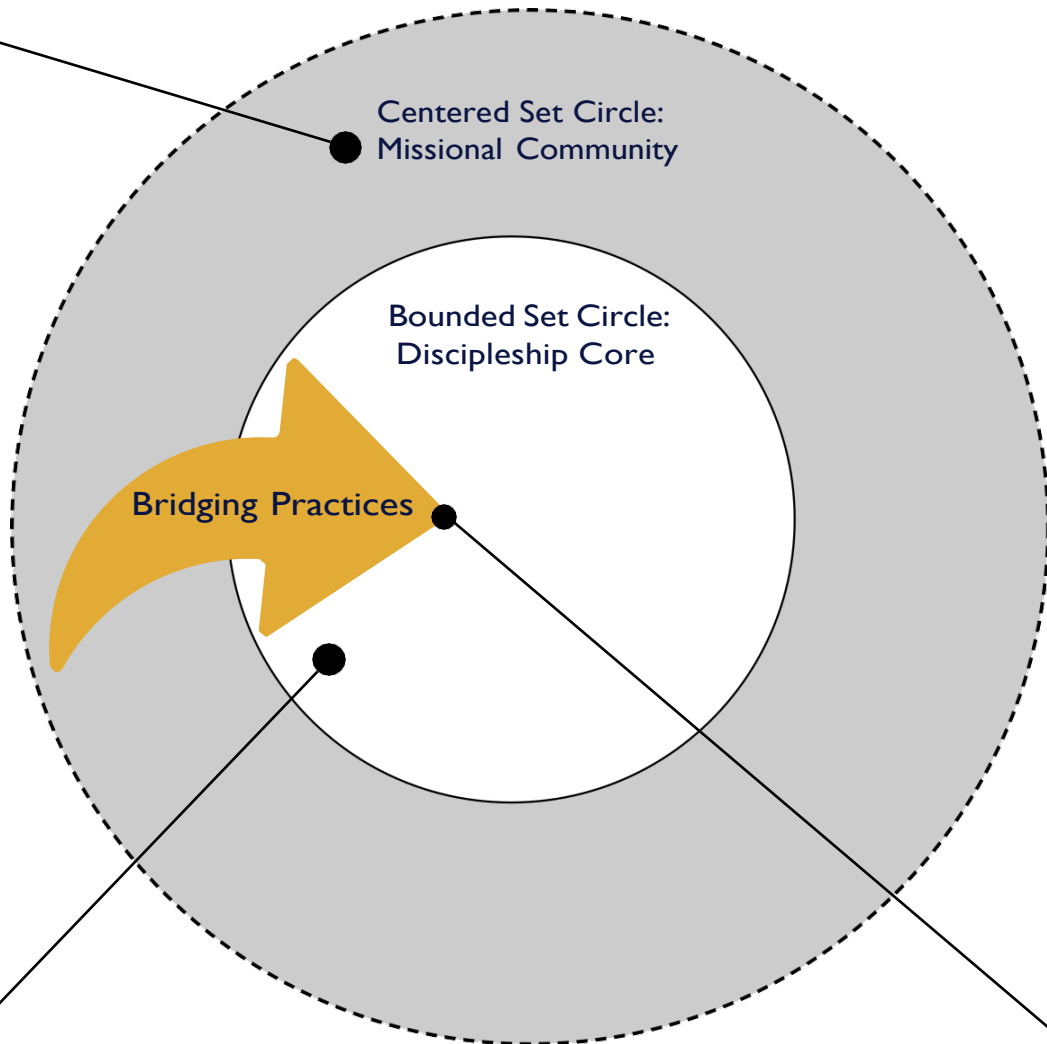 Centered Set Circle:
Missional Community
Bounded Set Circle:
Discipleship Core
Bridging Practices